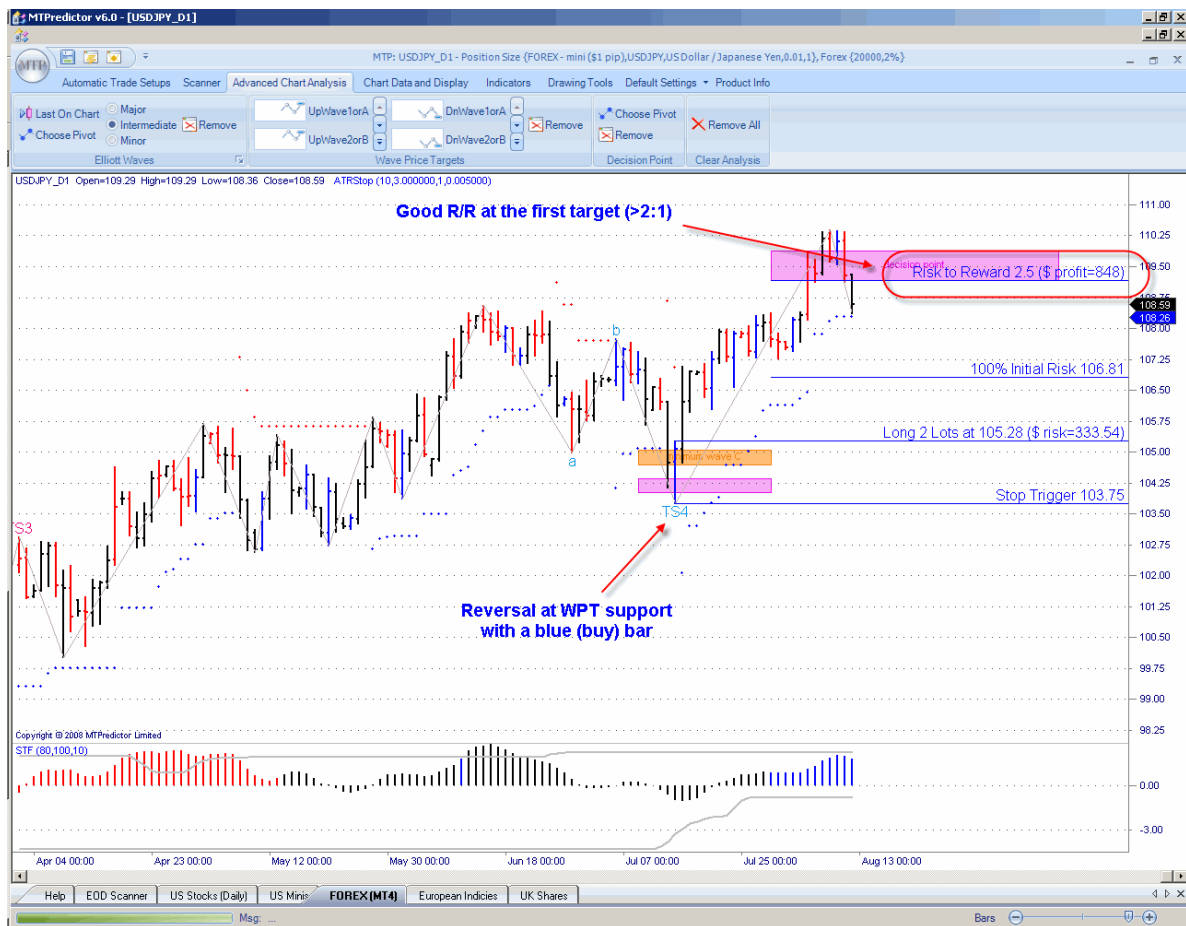 MTPredictor v6.0 - [USDJPY_D1]
MTP
MTP: USDJPY_D1 - Position Size {FOREX - mini ($1 pip),USDJPY,US Dollar / Japanese Yen,0.01,1}, Forex {20000,2%}
Automatic Trade Setups Scanner Advanced Chart Analysis Chart Data and Display Indicators Drawing Tools Default Settings Product Info
Last On Chart
Choose Pivot
Major
Intermediate
Minor
Remove
Elliott Waves
UpWave1orA
UpWave2orB
DnWave1orA
DnWave2orB
Remove
Wave Price Targets
Choose Pivot
Remove
Decision Point
Remove All
Clear Analysis
USDJPY_D1 Open=109.29 High=109.29 Low=108.36 Close=108.59 ATRStop (10,3.000000,1,0.005000)
Good R/R at the first target (>2:1)
decision point
Risk to Reward 2.5 ($ profit=848)
100% Initial Risk 106.81
Long 2 Lots at 105.28 ($ risk=333.54)
Stop Trigger 103.75
b
a
TS4
Reversal at WPT support
with a blue (buy) bar
111.00
110.25
109.50
108.59
108.26
108.00
107.25
106.50
105.75
105.00
104.25
103.50
102.75
102.00
101.25
100.50
99.75
99.00
98.25
Copyright @ 2008 MTPredictor Limited
STF (80,100,10)
0.00
-3.00
Apr 04 00:00 Apr 23 00:00 May 12 00:00 May 30 00:00 Jun 18 00:00 Jul 07 00:00 Jul 25 00:00 Aug 13 00:00
Help EOD Scanner US Stocks (Daily) US Minis FOREX (MT4) European Indicies UK Shares
Msg: ...
Bars